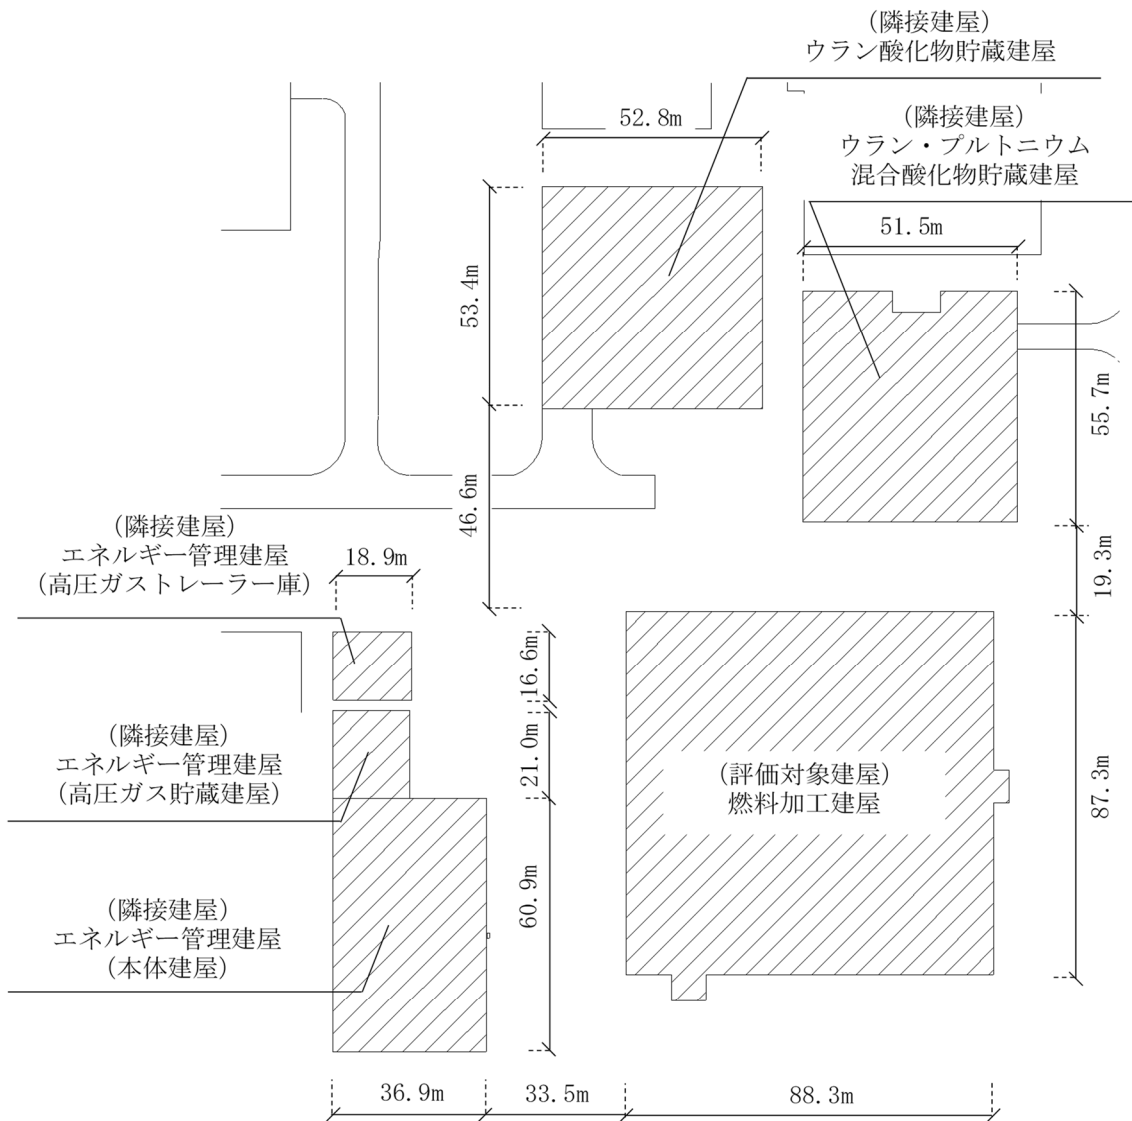 (隣接建屋)
ウラン酸化物貯蔵建屋
52.8m
(隣接建屋)
ウラン・プルトニウム
混合酸化物貯蔵建屋
51.5m
53.4m
55.7m
46.6m
(隣接建屋)
エネルギー管理建屋
(高圧ガストレーラー庫)
18.9m
19.3m
16.6m
(隣接建屋)
エネルギー管理建屋
(高圧ガス貯蔵建屋)
21.0m
(評価対象建屋)
燃料加工建屋
87.3m
(隣接建屋)
エネルギー管理建屋
(本体建屋)
60.9m
36.9m
33.5m
88.3m